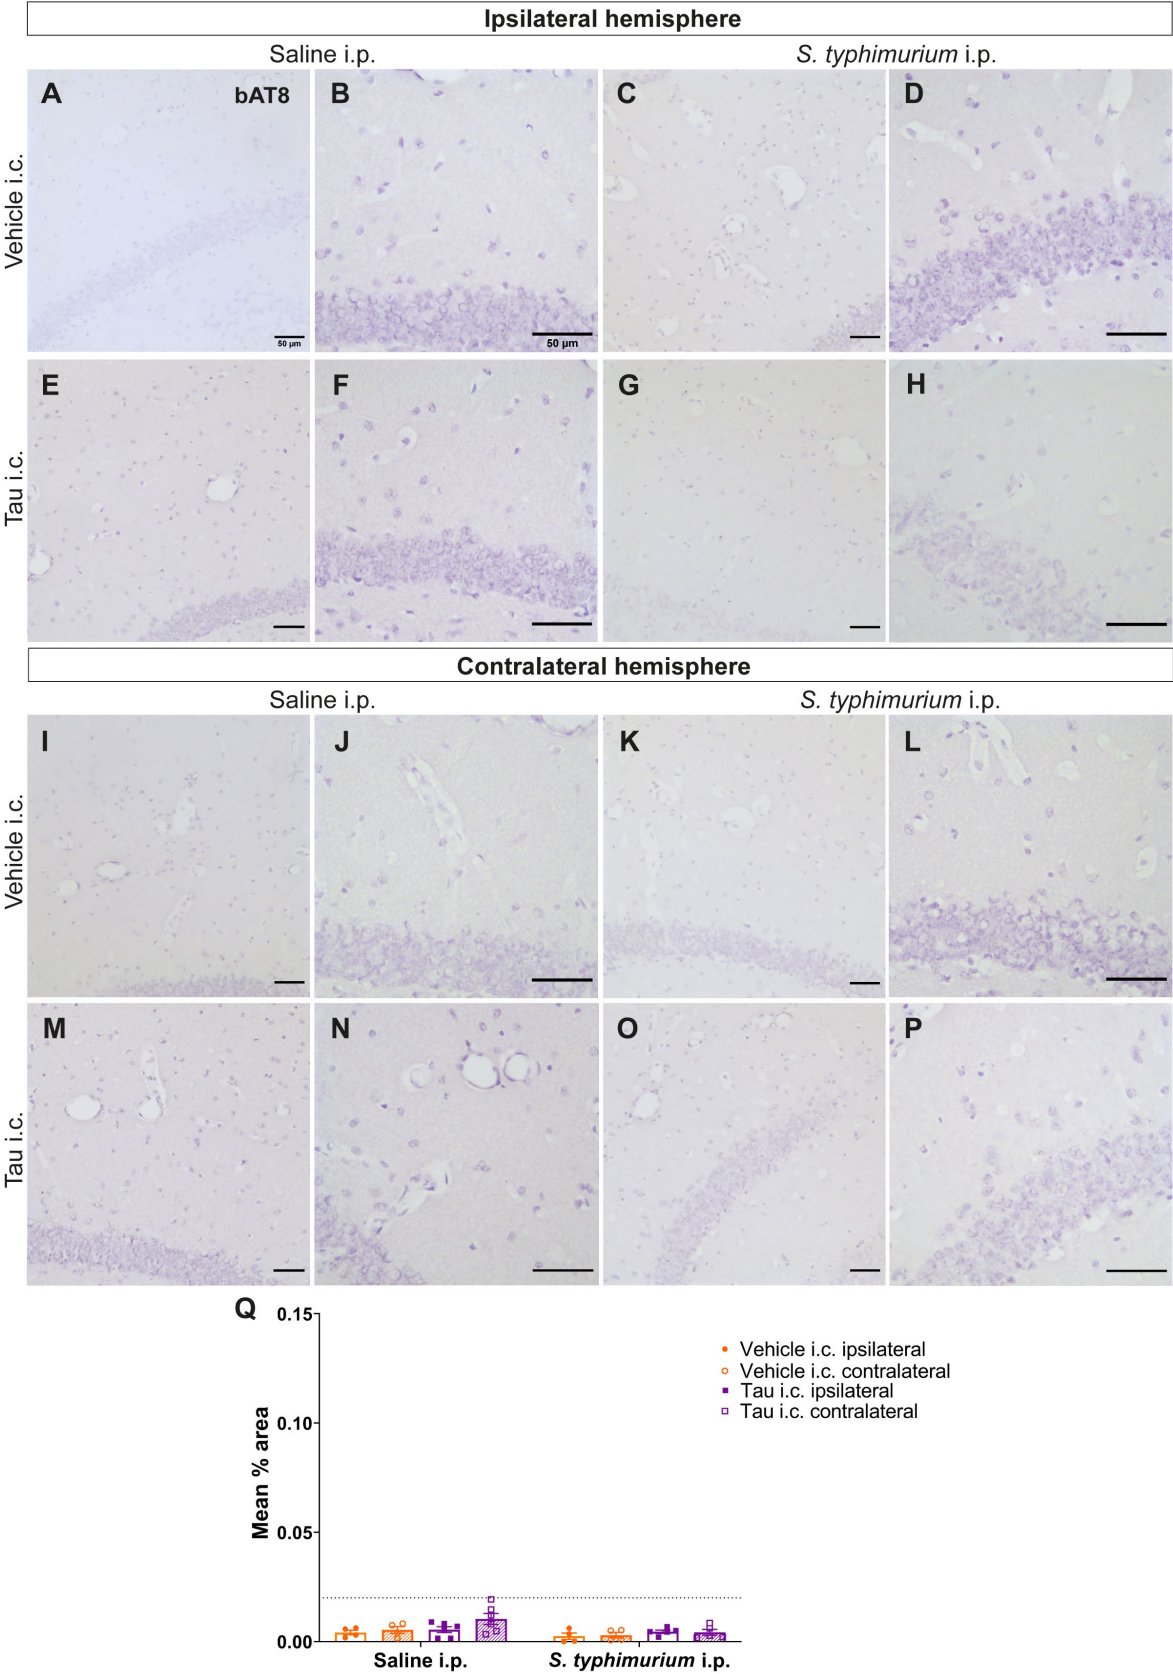 Ipsilateral hemisphere
Saline i.p.
S. typhimurium i.p.
Vehicle i.c.
A
bAT8
B
C
D
50 µm
50 µm
Tau i.c.
E
F
G
H
Contralateral hemisphere
Saline i.p.
S. typhimurium i.p.
Vehicle i.c.
I
J
K
L
Tau i.c.
M
N
O
P
Q
Mean % area
0.15
0.10
0.05
0.00
Vehicle i.c. ipsilateral
Vehicle i.c. contralateral
Tau i.c. ipsilateral
Tau i.c. contralateral
Saline i.p.
S. typhimurium i.p.